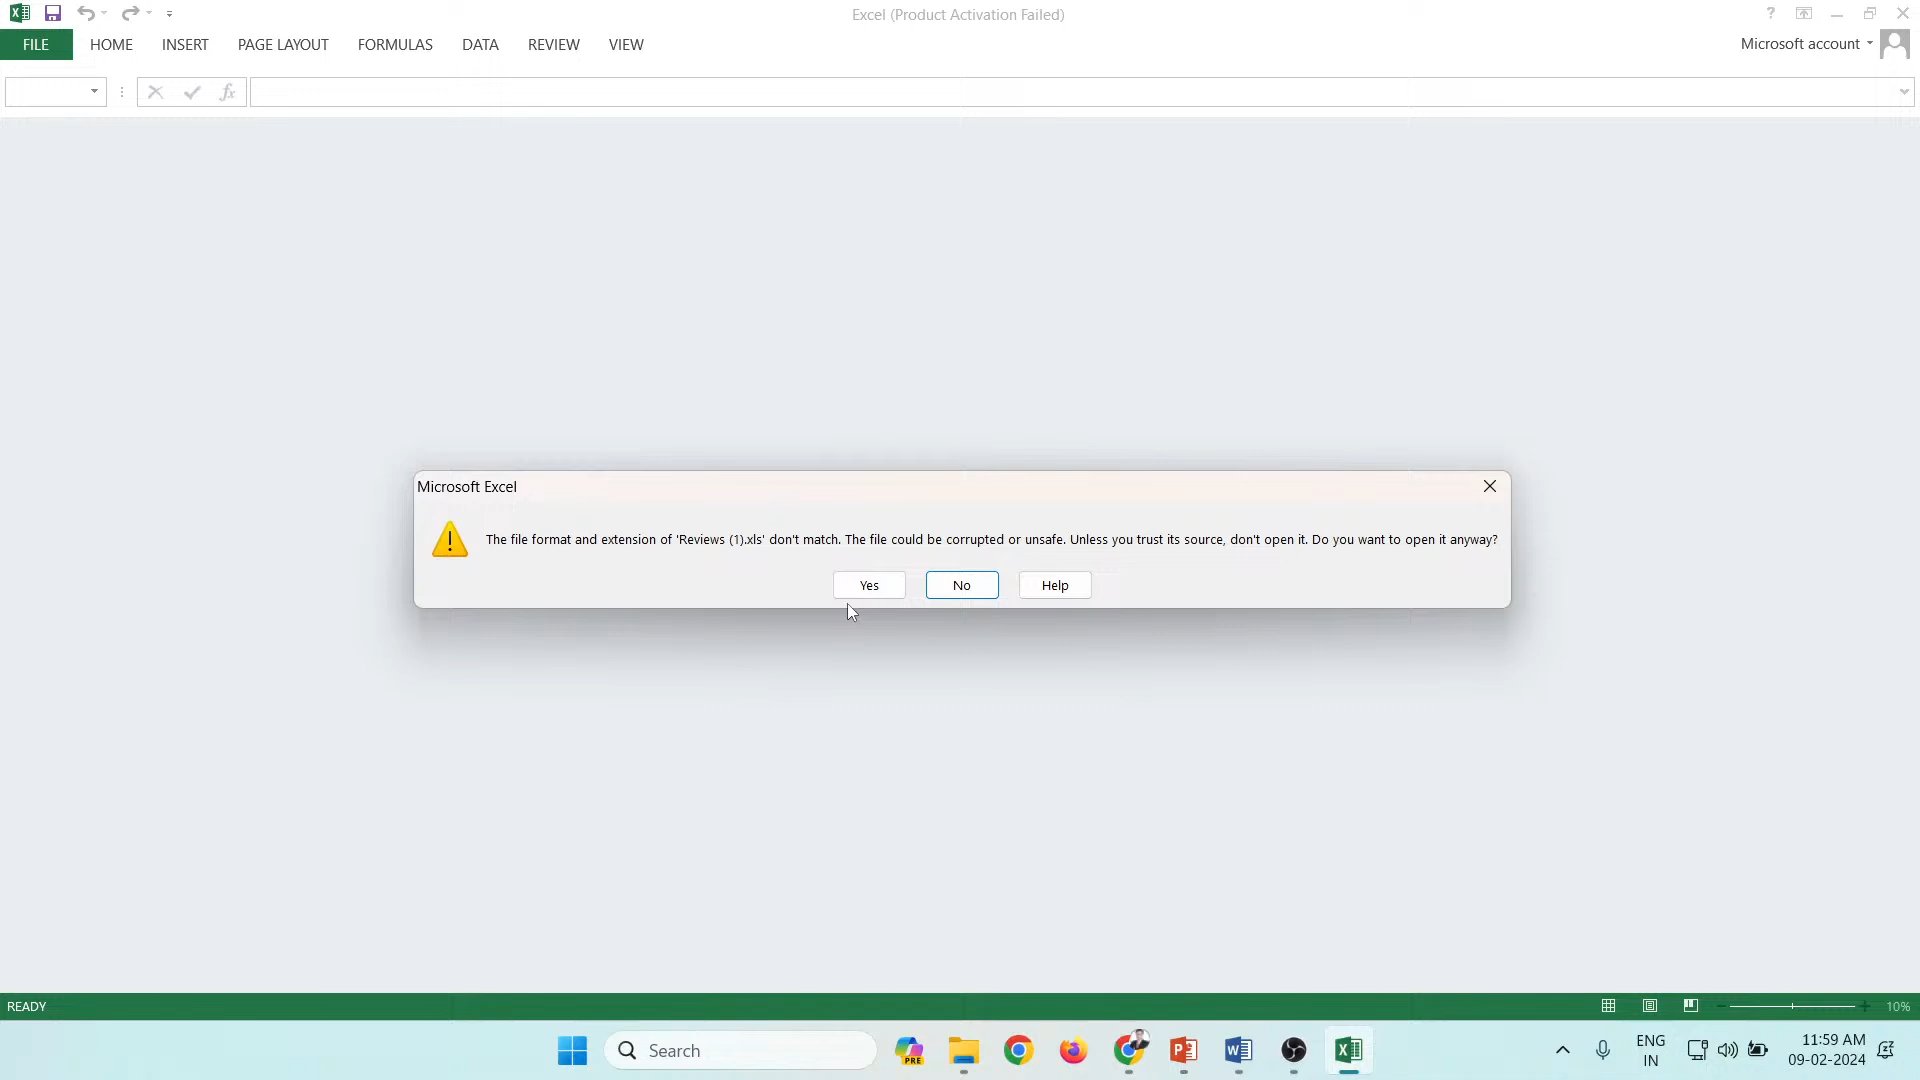 Excel (Product Activation Failed)
?
FILE HOME INSERT PAGE LAYOUT FORMULAS DATA REVIEW VIEW
Microsoft account
fx
Microsoft Excel
The file format and extension of 'Reviews (1).xls' don't match. The file could be corrupted or unsafe. Unless you trust its source, don't open it. Do you want to open it anyway?
Yes No Help
READY
10%
Search
PRE
ENG
IN
11:59 AM
09-02-2024